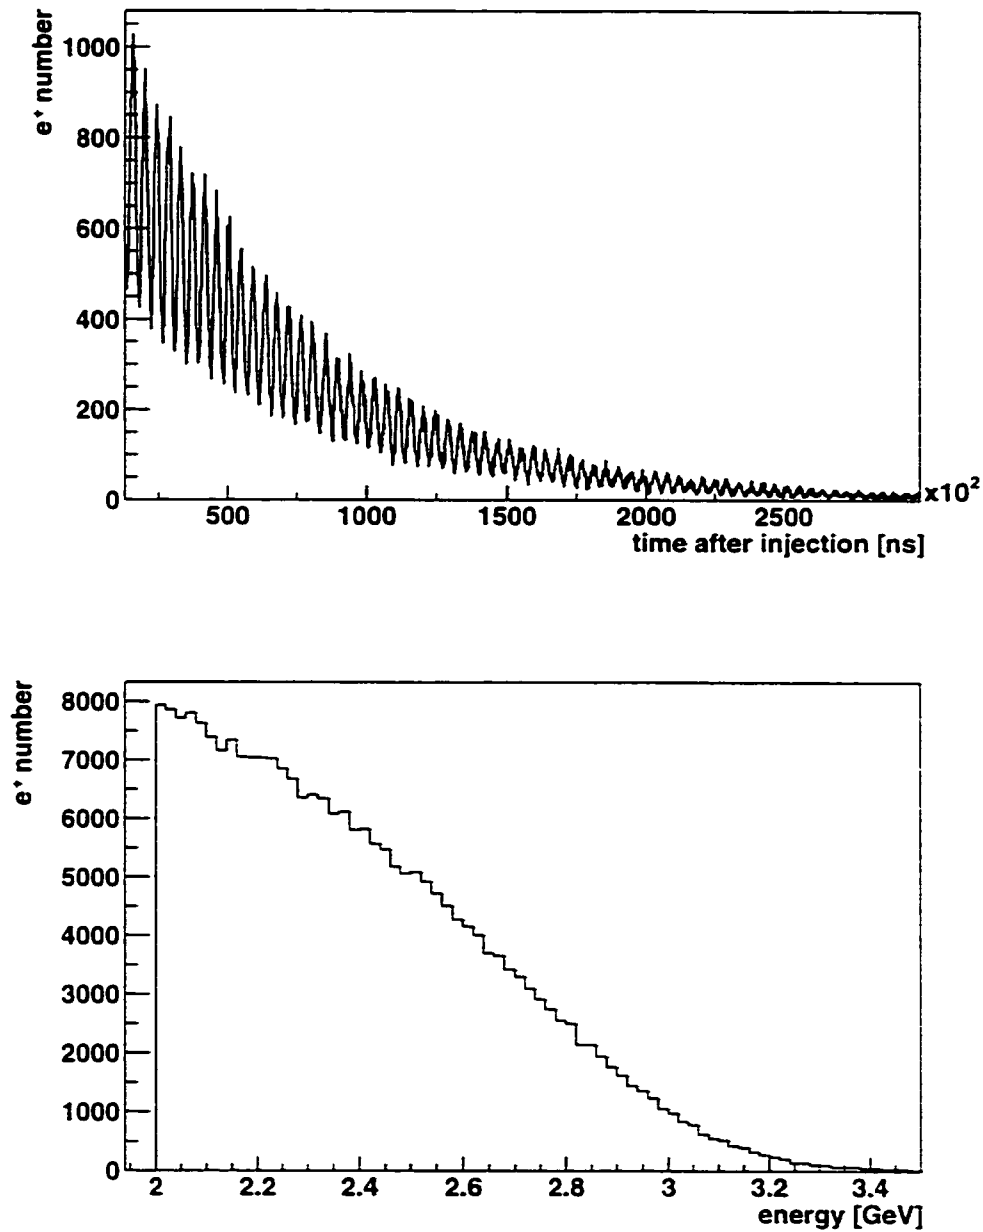 e⁺ number
1000
800
600
400
200
0
500 1000 1500 2000 2500 x10²
time after injection [ns]
e⁺ number
8000
7000
6000
5000
4000
3000
2000
1000
0
2 2.2 2.4 2.6 2.8 3 3.2 3.4
energy [GeV]